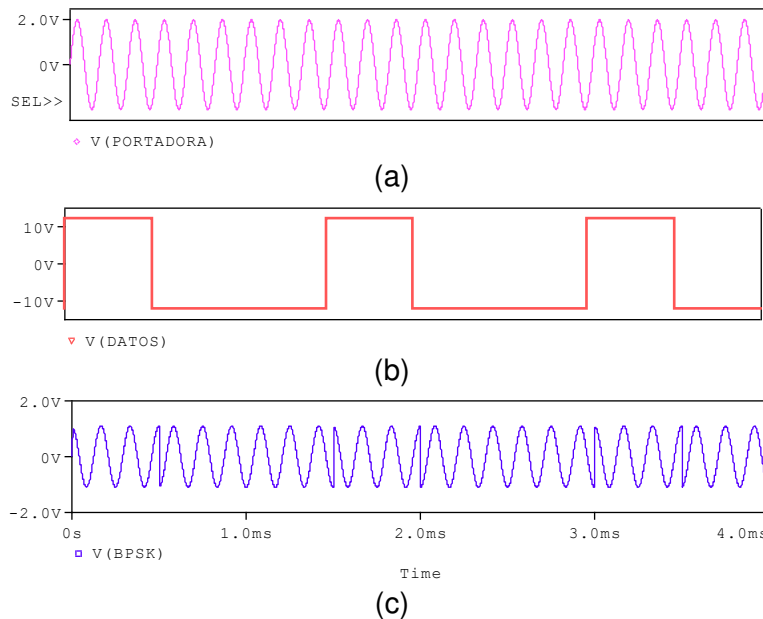 2.0V
0V
SEL>>
V(PORTADORA)
(a)
10V
0V
-10V
V(DATOS)
(b)
2.0V
0V
-2.0V
0s 1.0ms 2.0ms 3.0ms 4.0ms
V(BPSK)
Time
(c)